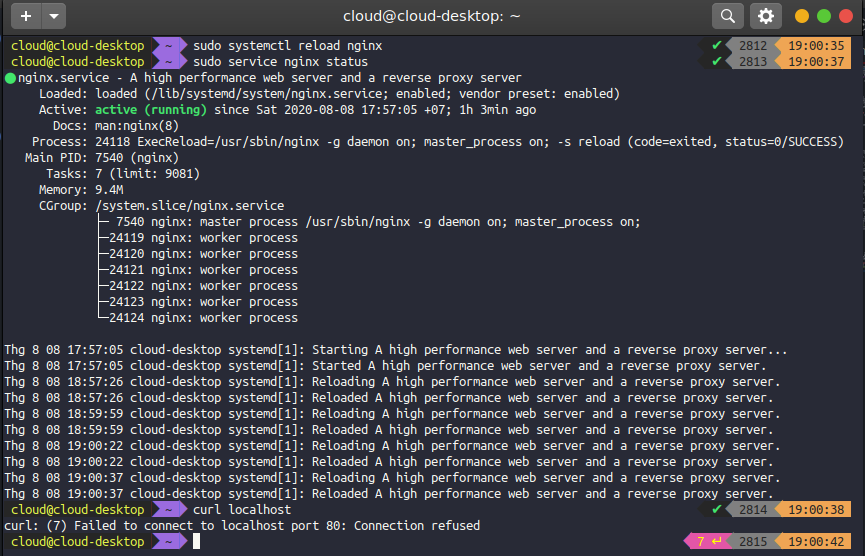 cloud@cloud-desktop: ~
cloud@cloud-desktop ~ sudo systemctl reload nginx ✔ 2812 19:00:35
cloud@cloud-desktop ~ sudo service nginx status ✔ 2813 19:00:37
● nginx.service - A high performance web server and a reverse proxy server
Loaded: loaded (/lib/systemd/system/nginx.service; enabled; vendor preset: enabled)
Active: active (running) since Sat 2020-08-08 17:57:05 +07; 1h 3min ago
Docs: man:nginx(8)
Process: 24118 ExecReload=/usr/sbin/nginx -g daemon on; master_process on; -s reload (code=exited, status=0/SUCCESS)
Main PID: 7540 (nginx)
Tasks: 7 (limit: 9081)
Memory: 9.4M
CGroup: /system.slice/nginx.service
├─ 7540 nginx: master process /usr/sbin/nginx -g daemon on; master_process on;
├─24119 nginx: worker process
├─24120 nginx: worker process
├─24121 nginx: worker process
├─24122 nginx: worker process
├─24123 nginx: worker process
└─24124 nginx: worker process
Thg 8 08 17:57:05 cloud-desktop systemd[1]: Starting A high performance web server and a reverse proxy server...
Thg 8 08 17:57:05 cloud-desktop systemd[1]: Started A high performance web server and a reverse proxy server.
Thg 8 08 18:57:26 cloud-desktop systemd[1]: Reloading A high performance web server and a reverse proxy server.
Thg 8 08 18:57:26 cloud-desktop systemd[1]: Reloaded A high performance web server and a reverse proxy server.
Thg 8 08 18:59:59 cloud-desktop systemd[1]: Reloading A high performance web server and a reverse proxy server.
Thg 8 08 18:59:59 cloud-desktop systemd[1]: Reloaded A high performance web server and a reverse proxy server.
Thg 8 08 19:00:22 cloud-desktop systemd[1]: Reloading A high performance web server and a reverse proxy server.
Thg 8 08 19:00:22 cloud-desktop systemd[1]: Reloaded A high performance web server and a reverse proxy server.
Thg 8 08 19:00:37 cloud-desktop systemd[1]: Reloading A high performance web server and a reverse proxy server.
Thg 8 08 19:00:37 cloud-desktop systemd[1]: Reloaded A high performance web server and a reverse proxy server.
cloud@cloud-desktop ~ curl localhost ✔ 2814 19:00:38
curl: (7) Failed to connect to localhost port 80: Connection refused
cloud@cloud-desktop ~ 7 ↵ 2815 19:00:42